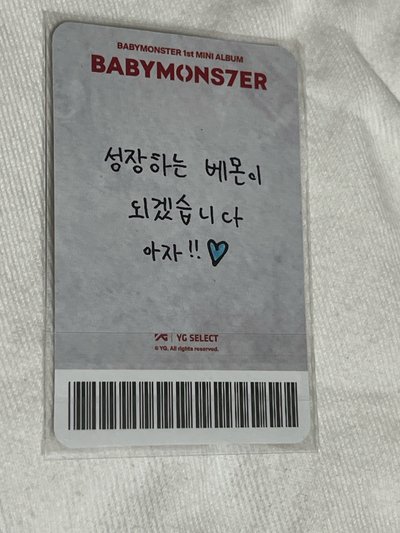 BABYMONSTER 1st MINI ALBUM
BABYMONS7ER
성장하는 베몬이
되겠습니다
아자!!
YG | YG SELECT
© YG. All rights reserved.